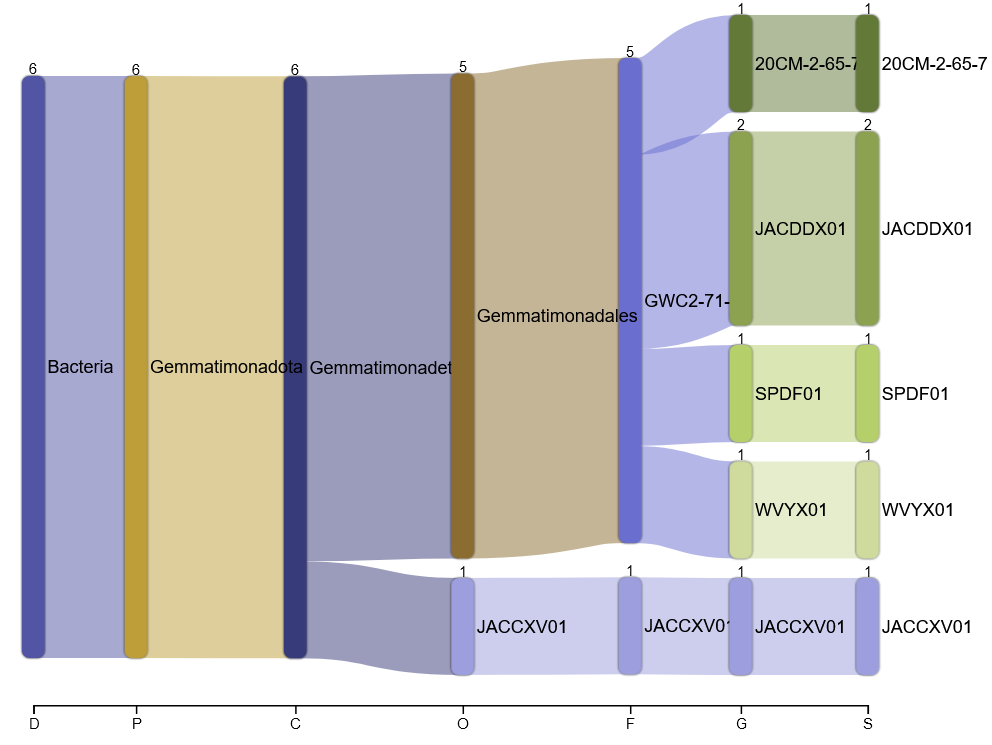 1 1
20CM-2-65-7 20CM-2-65-7
6 6 6 5 5
2 2
JACDDX01 JACDDX01
GWC2-71-
Gemmatimonadales
1 1
Bacteria Gemmatimonadota Gemmatimonadet
SPDF01 SPDF01
1 1
WVYX01 WVYX01
1 1 1 1
JACCXV01 JACCXV01 JACCXV01 JACCXV01
D P C O F G S